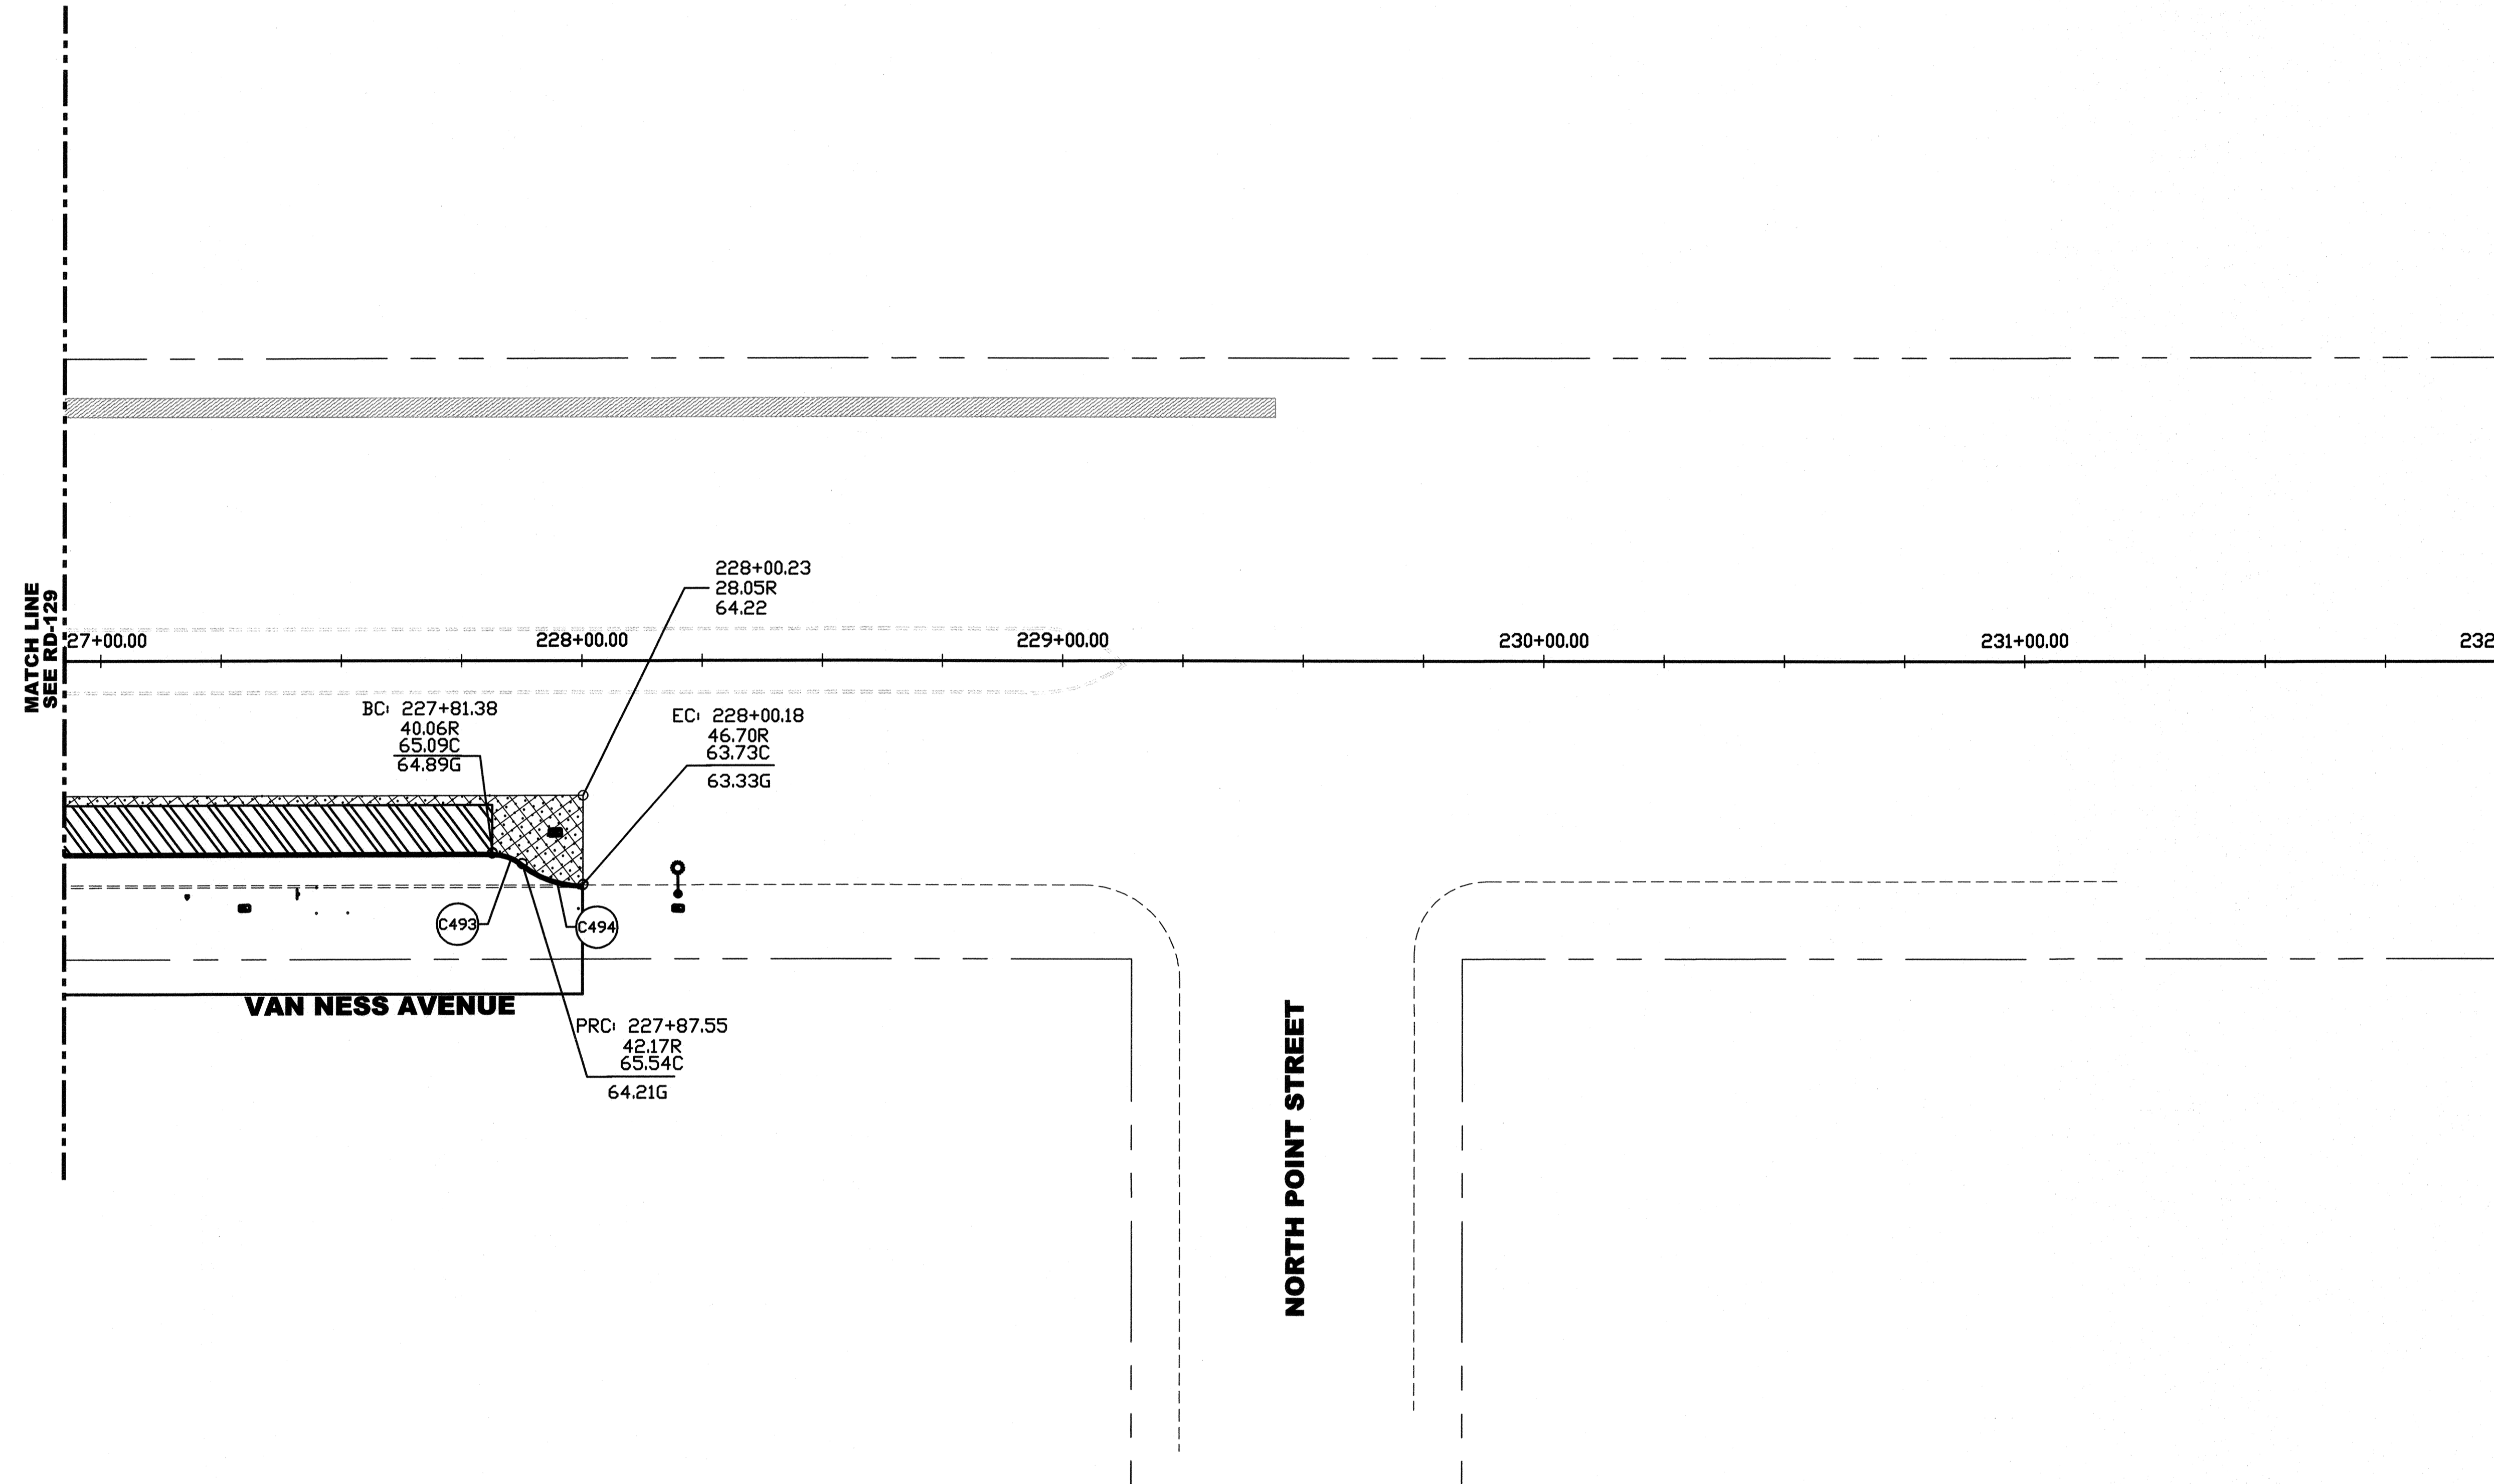 MATCH LINE
SEE RD-129
228+00.23
28.05R
64.22
27+00.00
228+00.00
229+00.00
230+00.00
231+00.00
232
BC: 227+81.38
40.06R
65.09C
64.89G
EC: 228+00.18
46.70R
63.73C
63.33G
C493
C494
VAN NESS AVENUE
PRC: 227+87.55
42.17R
65.54C
64.21G
NORTH POINT STREET